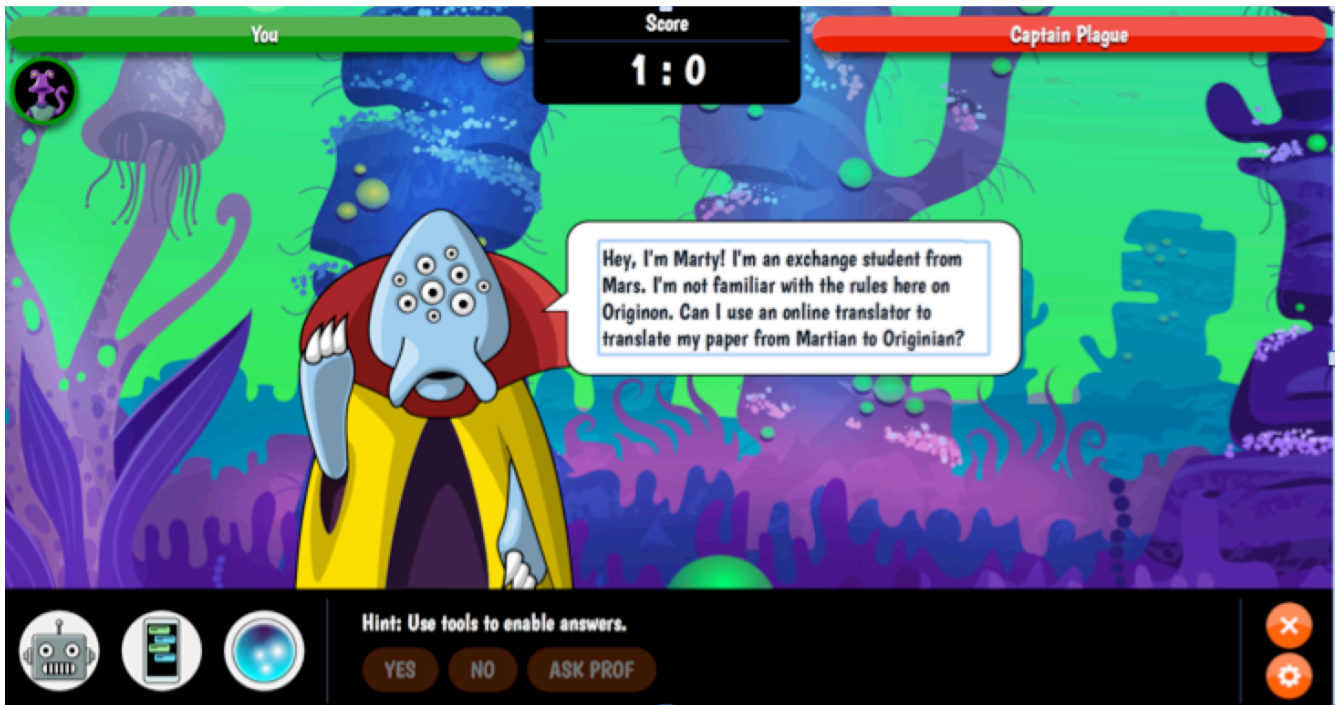 You
Score
1 : 0
Captain Plague
Hey, I'm Marty! I'm an exchange student from
Mars. I'm not familiar with the rules here on
Originon. Can I use an online translator to
translate my paper from Martian to Originian?
Hint: Use tools to enable answers.
YES
NO
ASK PROF